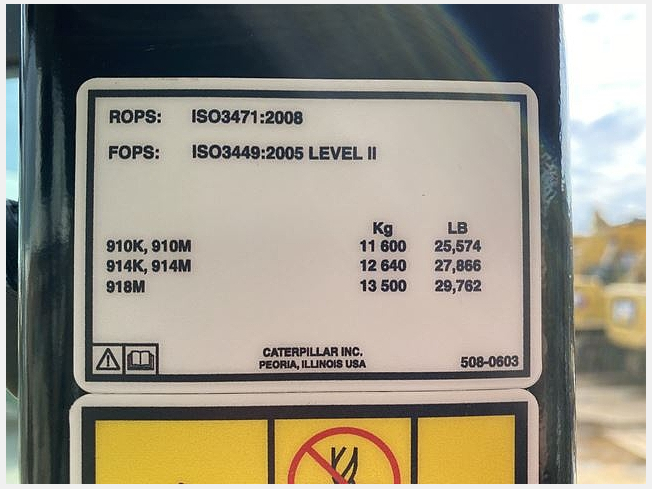 ROPS: ISO3471:2008
FOPS: ISO3449:2005 LEVEL II
Kg LB
910K, 910M 11 600 25,574
914K, 914M 12 640 27,866
918M 13 500 29,762
CATERPILLAR INC.
PEORIA, ILLINOIS USA
508-0603